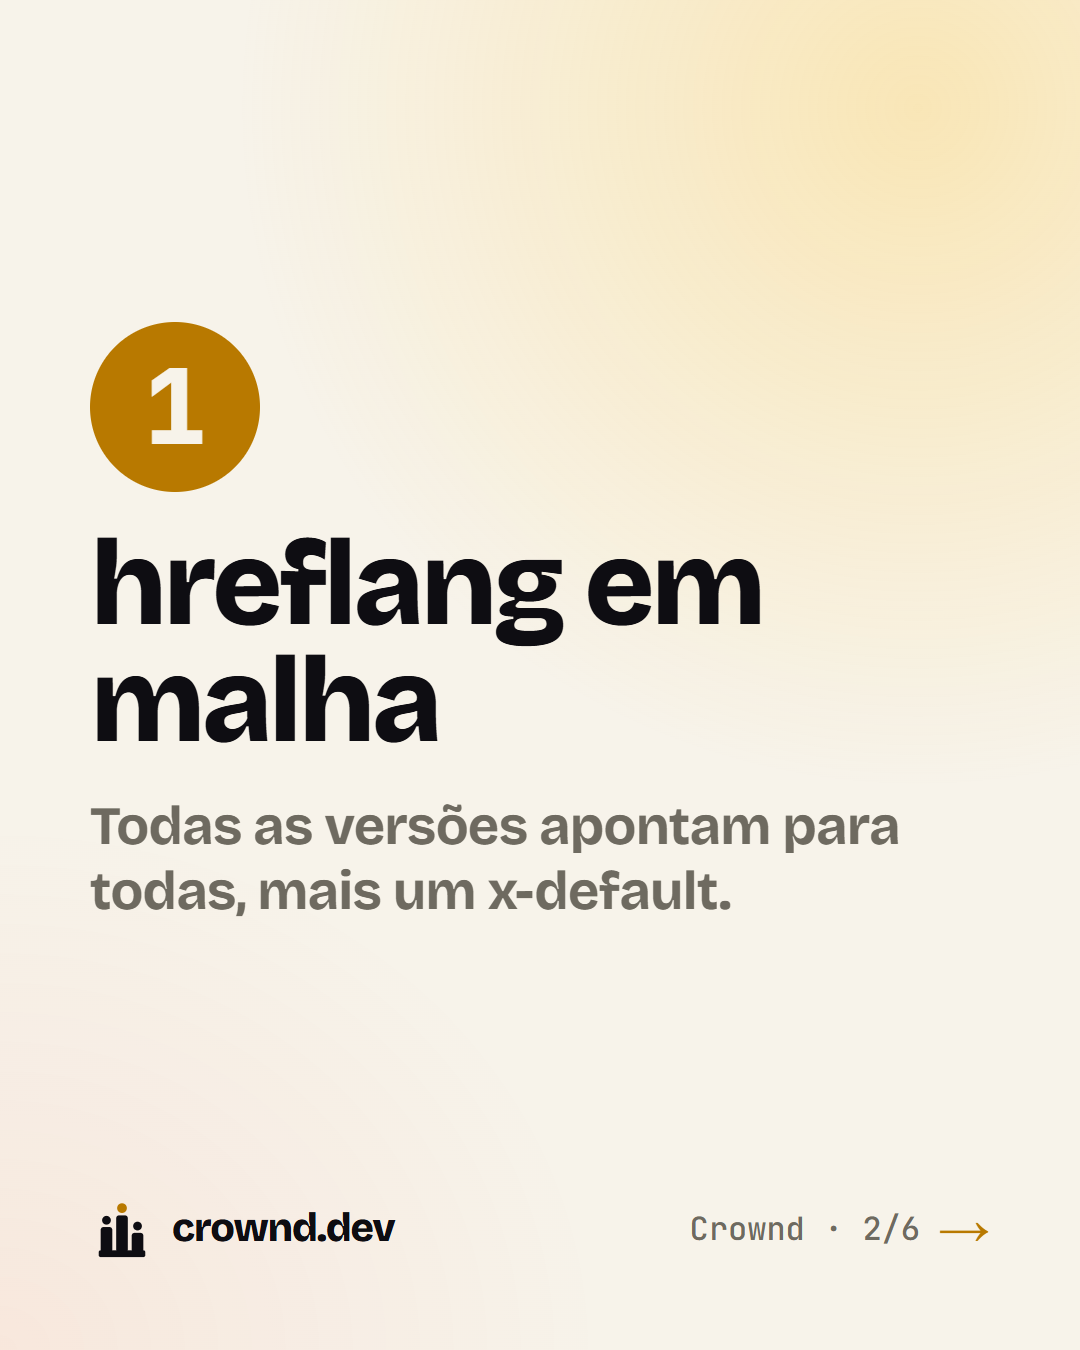 1
hreflang em
malha
Todas as versões apontam para
todas, mais um x-default.
crownd.dev
Crownd · 2/6 →